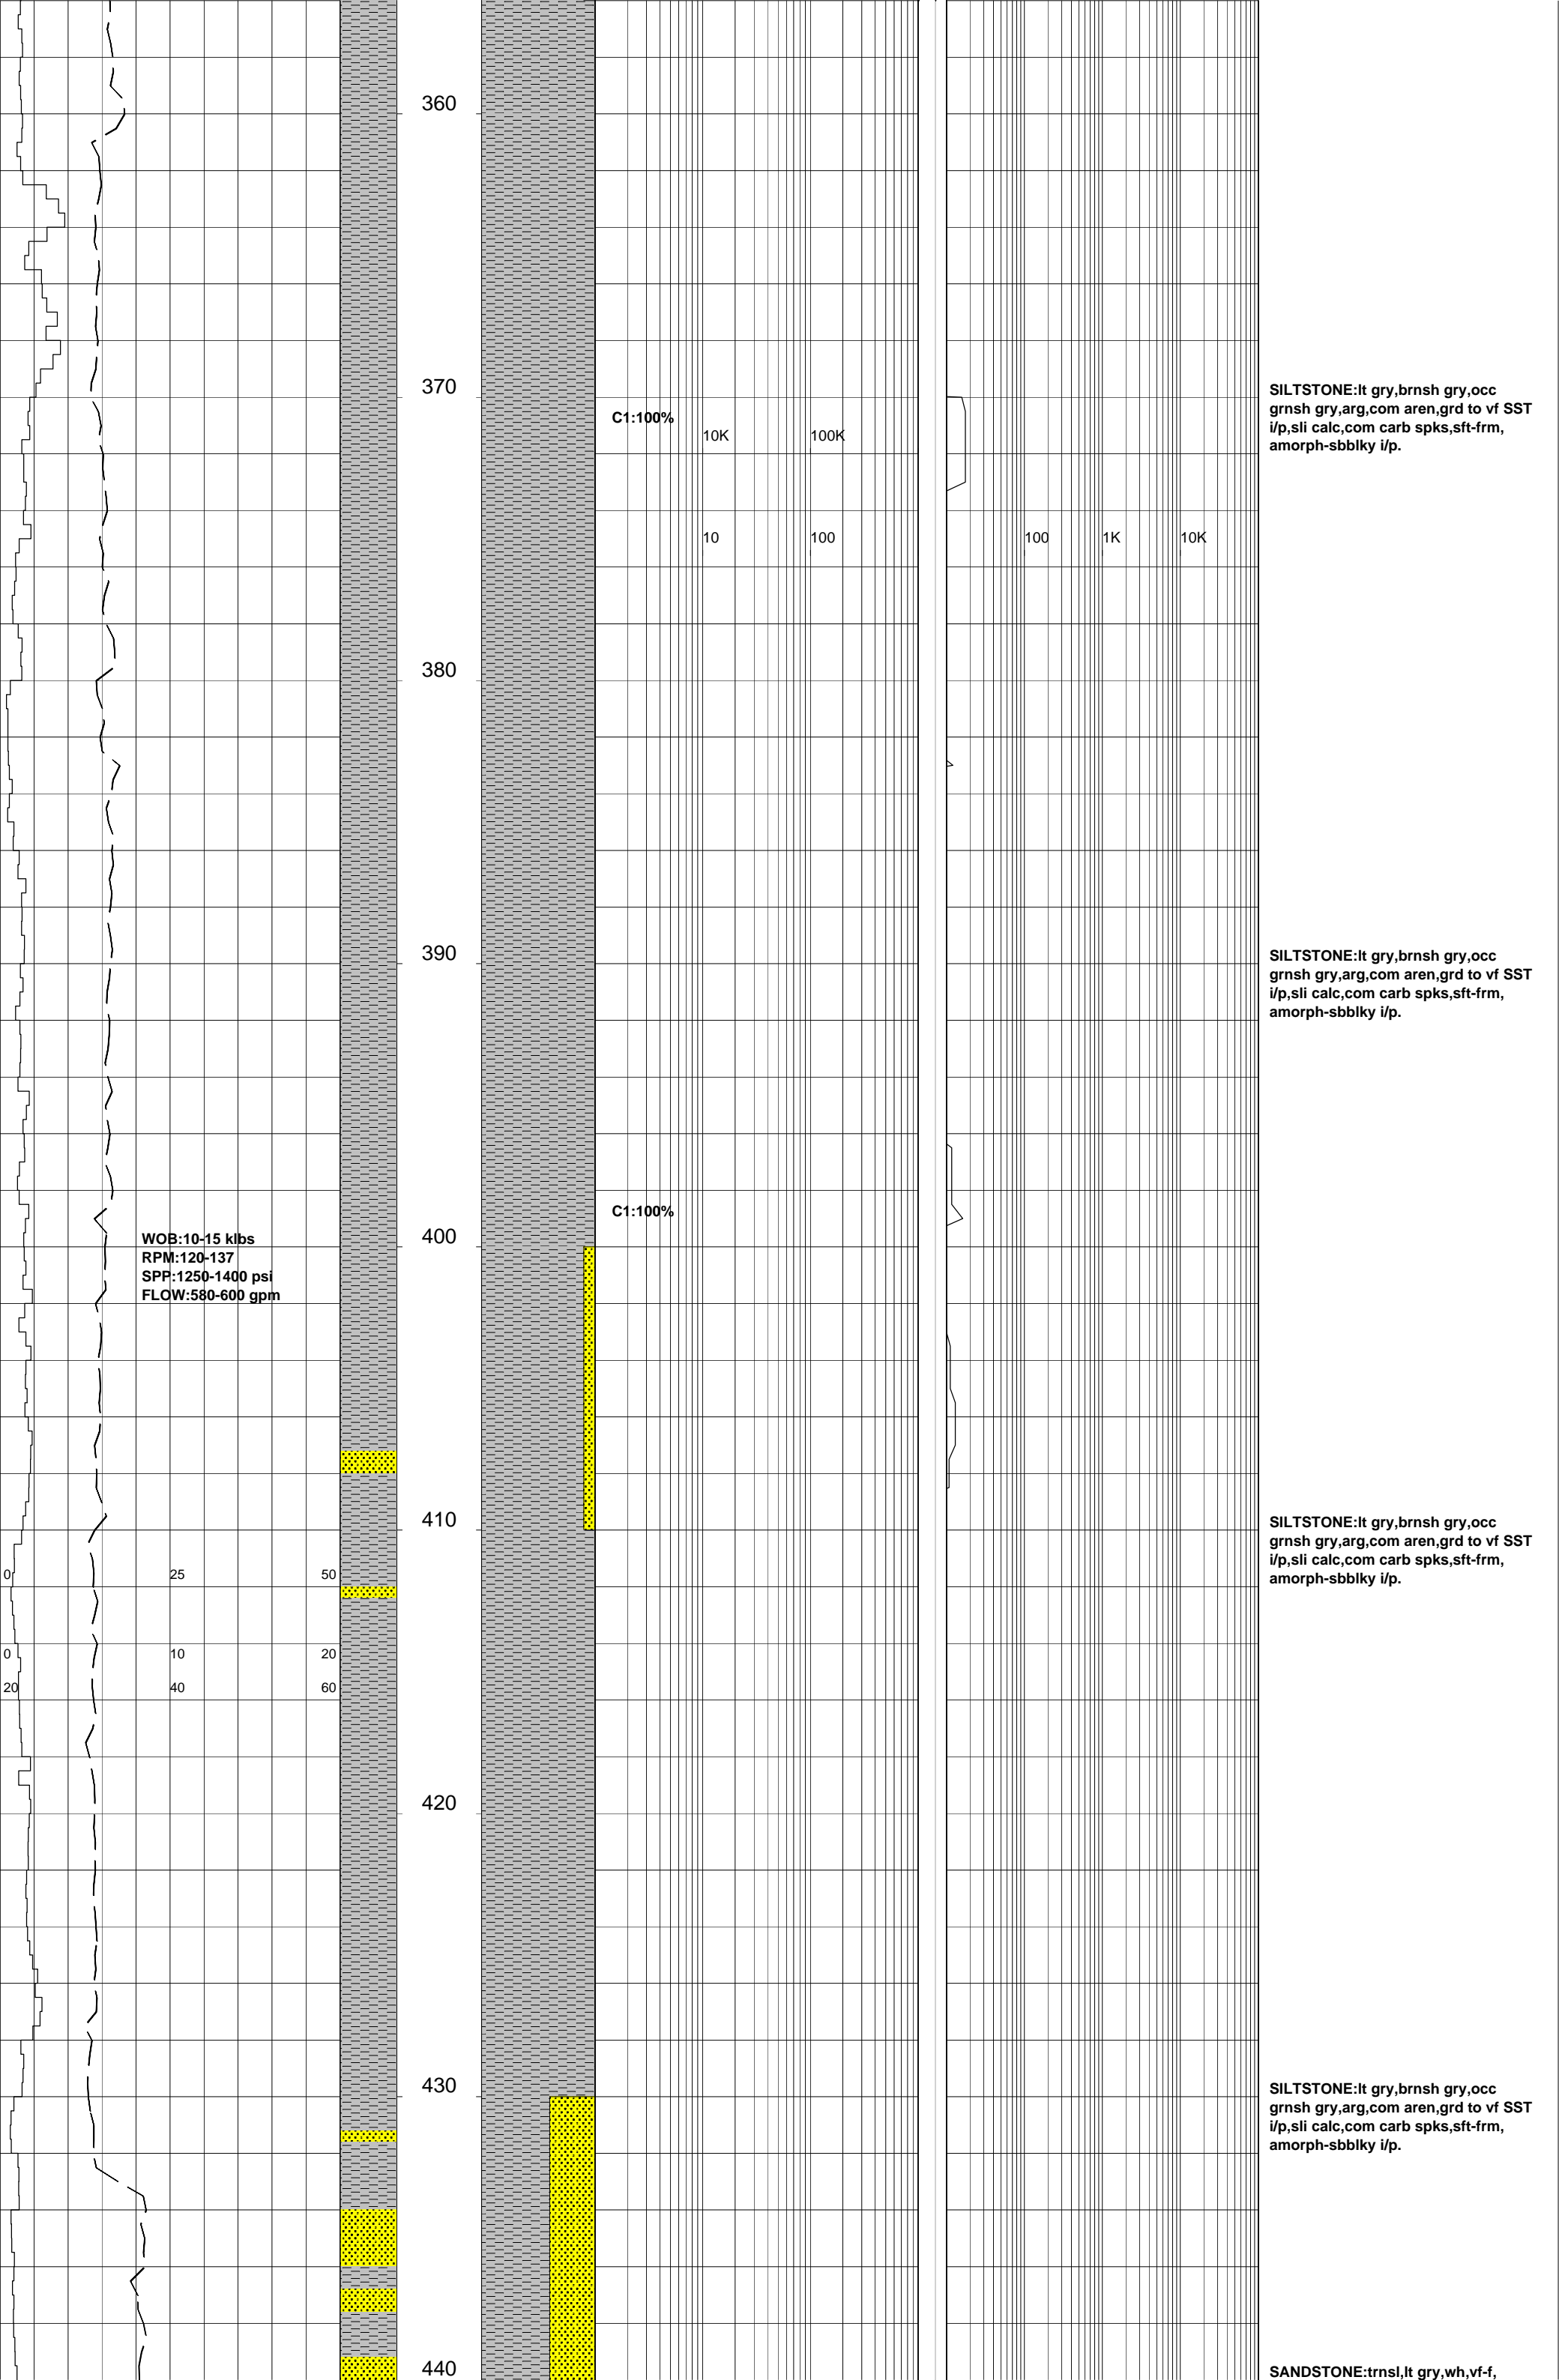 360
370
SILTSTONE:lt gry,brnsh gry,occ
grnsh gry,arg,com aren,grd to vf SST
i/p,sli calc,com carb spks,sft-frm,
amorph-sbblky i/p.
C1:100%
10K 100K
10 100 100 1K 10K
380
390
SILTSTONE:lt gry,brnsh gry,occ
grnsh gry,arg,com aren,grd to vf SST
i/p,sli calc,com carb spks,sft-frm,
amorph-sbblky i/p.
C1:100%
400
WOB:10-15 klbs
RPM:120-137
SPP:1250-1400 psi
FLOW:580-600 gpm
410
SILTSTONE:lt gry,brnsh gry,occ
grnsh gry,arg,com aren,grd to vf SST
i/p,sli calc,com carb spks,sft-frm,
amorph-sbblky i/p.
0 25 50
0 10 20
20 40 60
420
430
SILTSTONE:lt gry,brnsh gry,occ
grnsh gry,arg,com aren,grd to vf SST
i/p,sli calc,com carb spks,sft-frm,
amorph-sbblky i/p.
440
SANDSTONE:trnsl,lt gry,wh,vf-f,